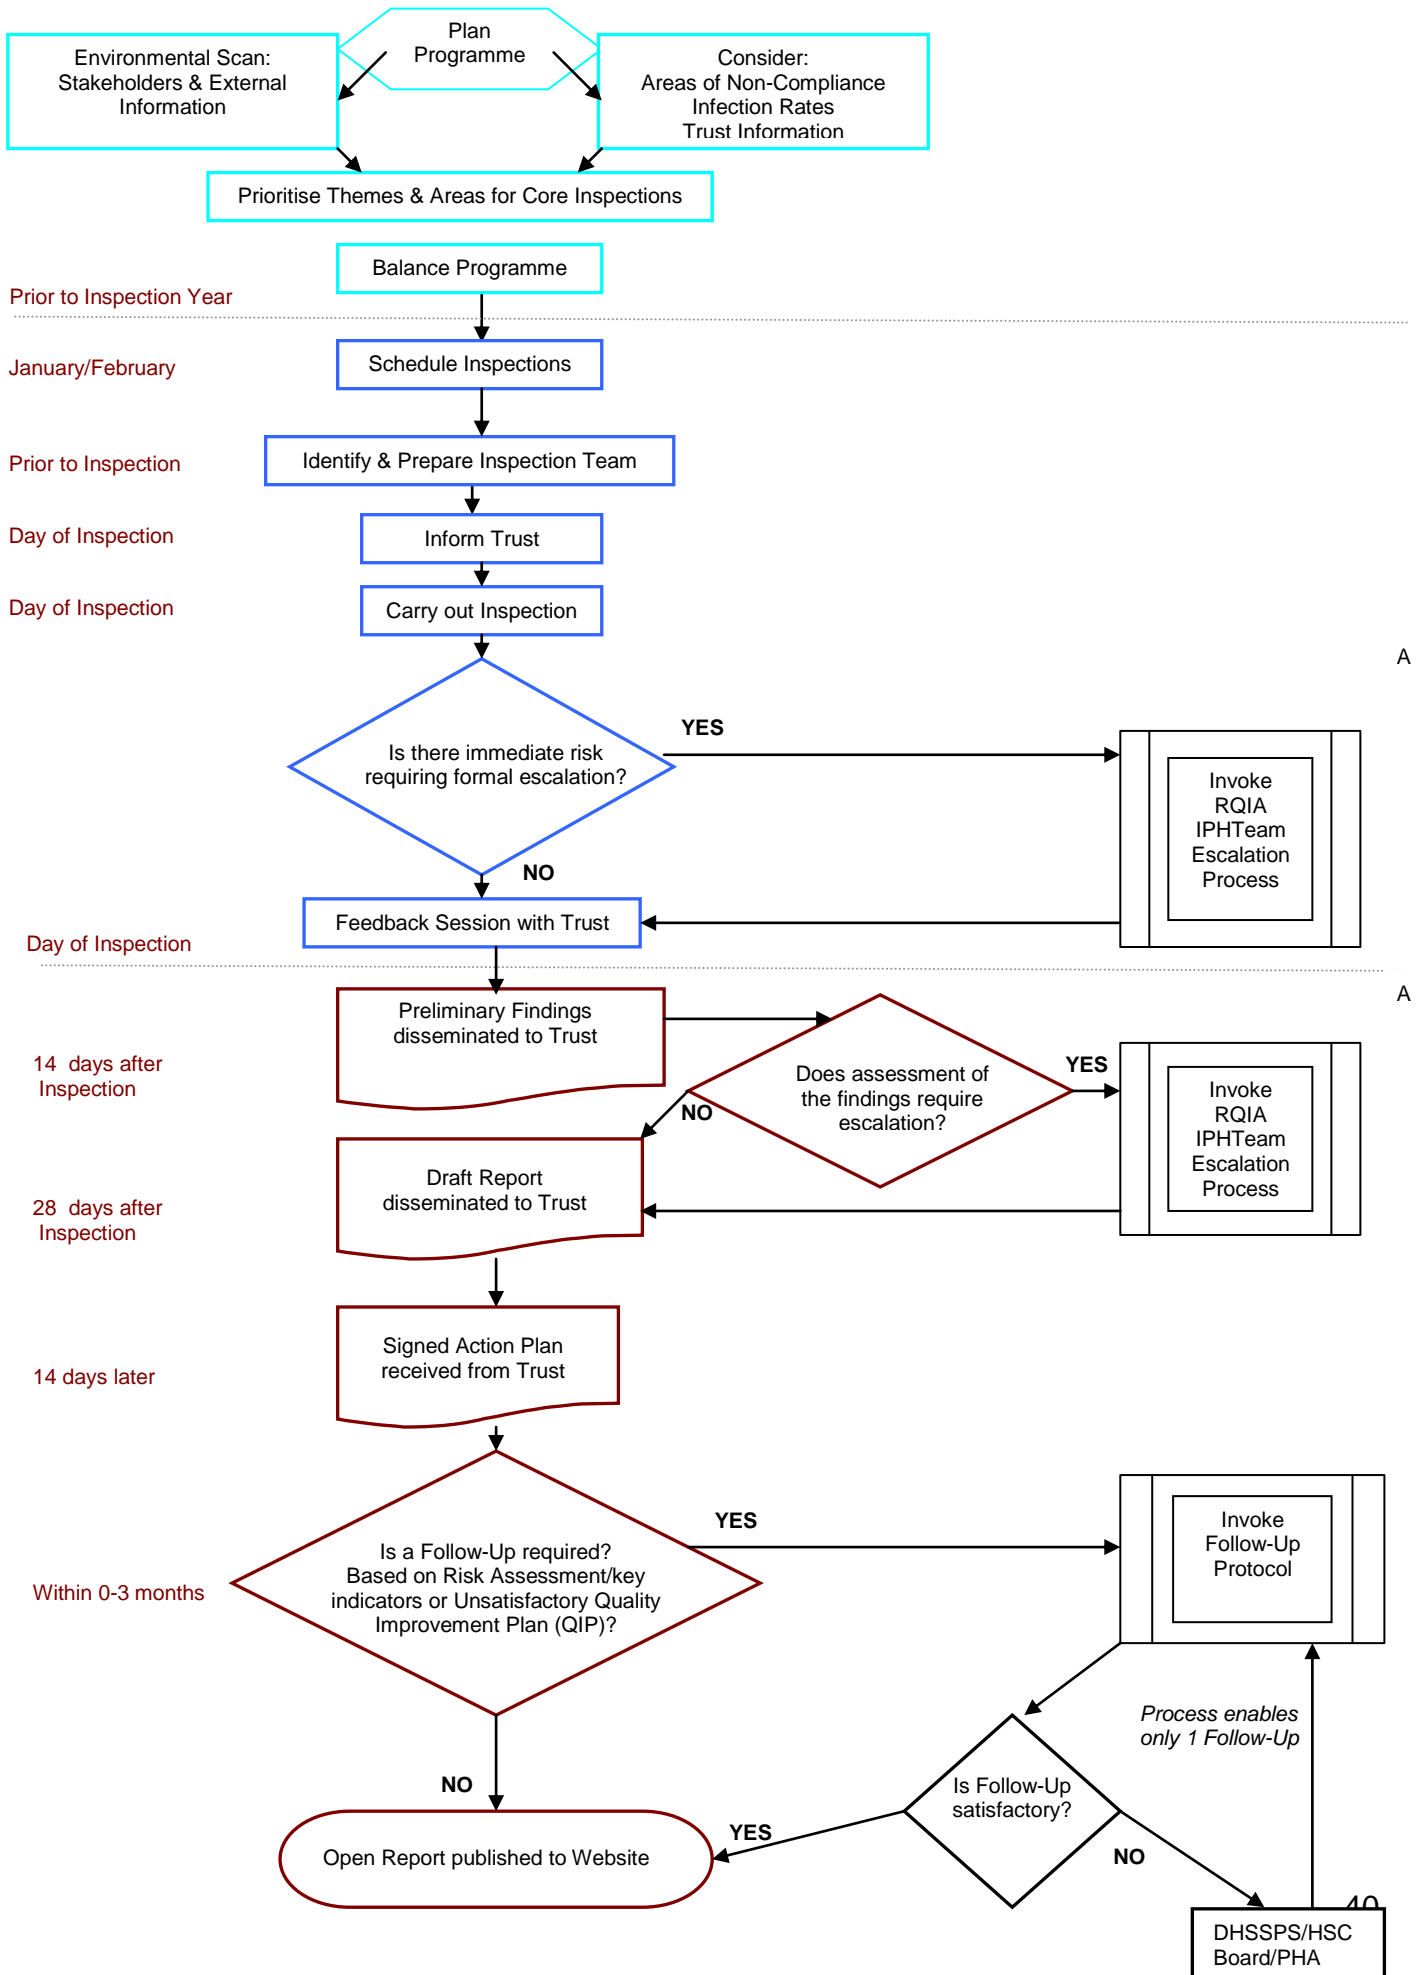 Plan
Programme
Environmental Scan:
Stakeholders & External
Information
Consider:
Areas of Non-Compliance
Infection Rates
Trust Information
Prioritise Themes & Areas for Core Inspections
Balance Programme
Prior to Inspection Year
January/February
Schedule Inspections
Prior to Inspection
Identify & Prepare Inspection Team
Day of Inspection
Inform Trust
Day of Inspection
Carry out Inspection
A
Is there immediate risk
requiring formal escalation?
YES
Invoke
RQIA
IPHTeam
Escalation
Process
NO
Feedback Session with Trust
Day of Inspection
A
Preliminary Findings
disseminated to Trust
14 days after
Inspection
Does assessment of
the findings require
escalation?
YES
NO
Invoke
RQIA
IPHTeam
Escalation
Process
Draft Report
disseminated to Trust
28 days after
Inspection
Signed Action Plan
received from Trust
14 days later
Is a Follow-Up required?
Based on Risk Assessment/key
indicators or Unsatisfactory Quality
Improvement Plan (QIP)?
YES
Within 0-3 months
Invoke
Follow-Up
Protocol
Process enables
only 1 Follow-Up
NO
Is Follow-Up
satisfactory?
YES
NO
Open Report published to Website
40
DHSSPS/HSC
Board/PHA